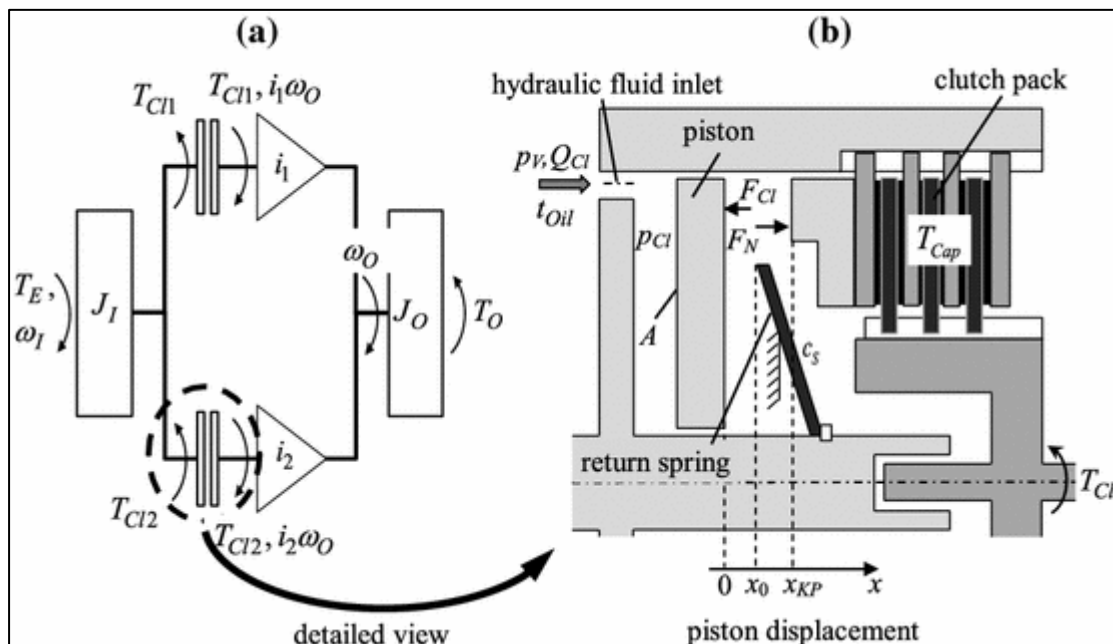 (a)
T_Cl1
T_Cl1, i_1ω_O
i_1
T_E,
ω_I
J_I
ω_O
J_O
T_O
i_2
T_Cl2
T_Cl2, i_2ω_O
detailed view
(b)
hydraulic fluid inlet
clutch pack
piston
p_V, Q_Cl
t_Oil
F_Cl
p_Cl
F_N
T_Cap
A
c_s
return spring
T_Cl
0 x_0 x_KP x
piston displacement